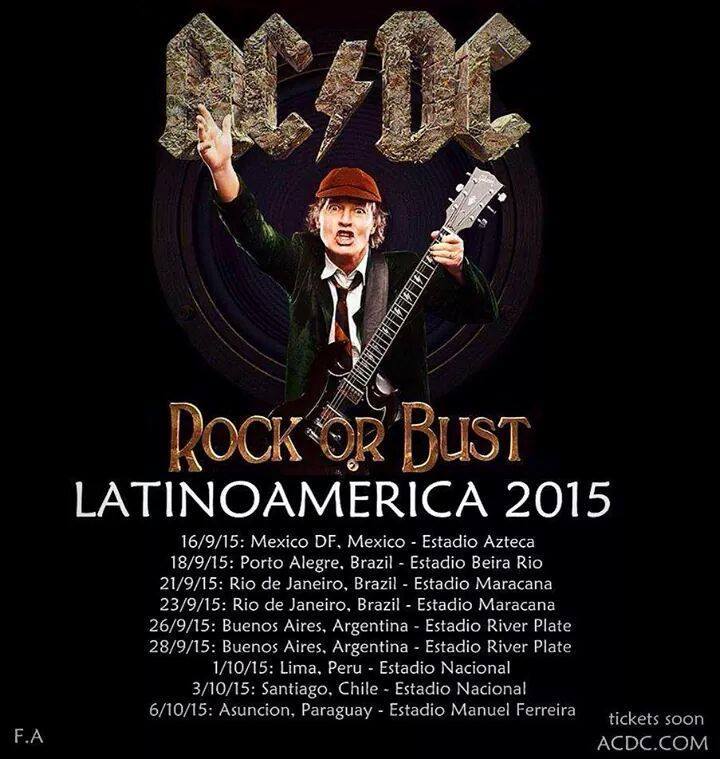 AC⚡DC
ROCK OR BUST
LATINOAMERICA 2015
16/9/15: Mexico DF, Mexico - Estadio Azteca
18/9/15: Porto Alegre, Brazil - Estadio Beira Rio
21/9/15: Rio de Janeiro, Brazil - Estadio Maracana
23/9/15: Rio de Janeiro, Brazil - Estadio Maracana
26/9/15: Buenos Aires, Argentina - Estadio River Plate
28/9/15: Buenos Aires, Argentina - Estadio River Plate
1/10/15: Lima, Peru - Estadio Nacional
3/10/15: Santiago, Chile - Estadio Nacional
6/10/15: Asuncion, Paraguay - Estadio Manuel Ferreira
tickets soon
F.A
ACDC.COM